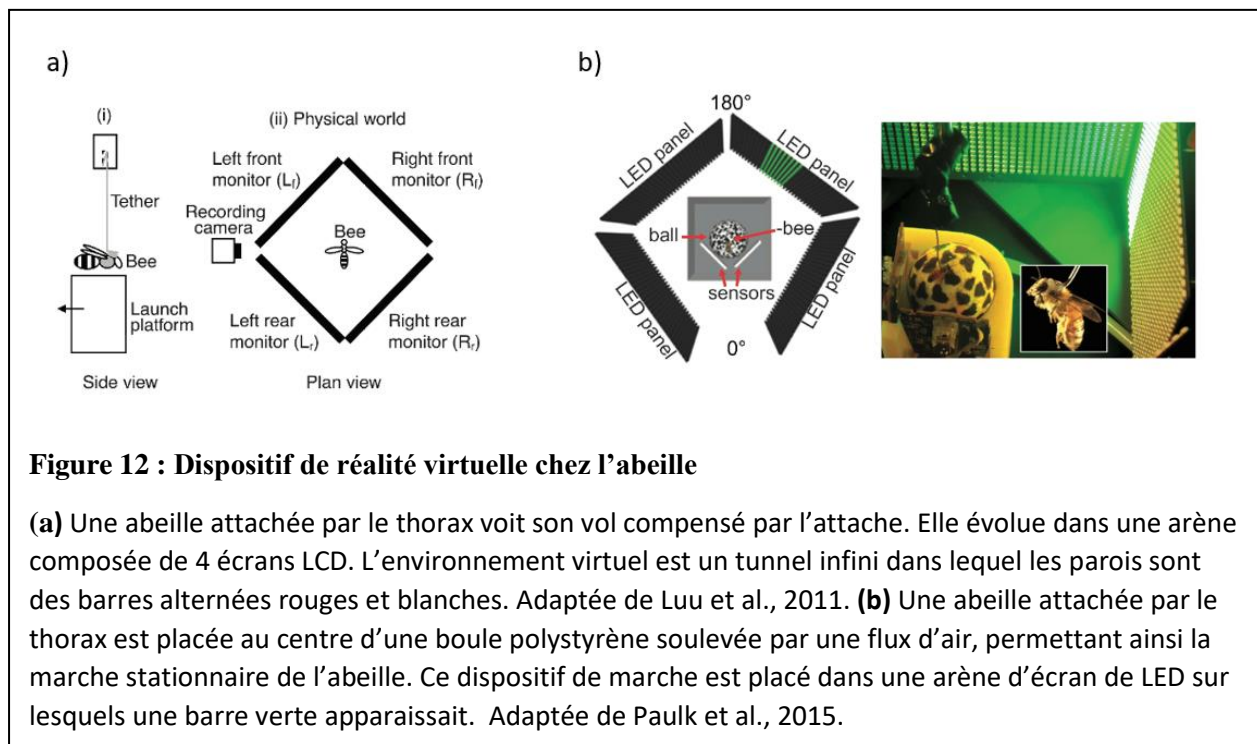 a)
(i)
Tether
Bee
Launch
platform
Side view
(ii) Physical world
Left front
monitor (Lf)
Right front
monitor (Rf)
Recording
camera
Bee
Left rear
monitor (Lr)
Right rear
monitor (Rr)
Plan view
b)
180°
LED panel
LED panel
ball
-bee
sensors
LED panel
LED panel
0°
Figure 12 : Dispositif de réalité virtuelle chez l’abeille
(a) Une abeille attachée par le thorax voit son vol compensé par l’attache. Elle évolue dans une arène
composée de 4 écrans LCD. L’environnement virtuel est un tunnel infini dans lequel les parois sont
des barres alternées rouges et blanches. Adaptée de Luu et al., 2011. (b) Une abeille attachée par le
thorax est placée au centre d’une boule polystyrène soulevée par une flux d’air, permettant ainsi la
marche stationnaire de l’abeille. Ce dispositif de marche est placé dans une arène d’écran de LED sur
lesquels une barre verte apparaissait. Adaptée de Paulk et al., 2015.